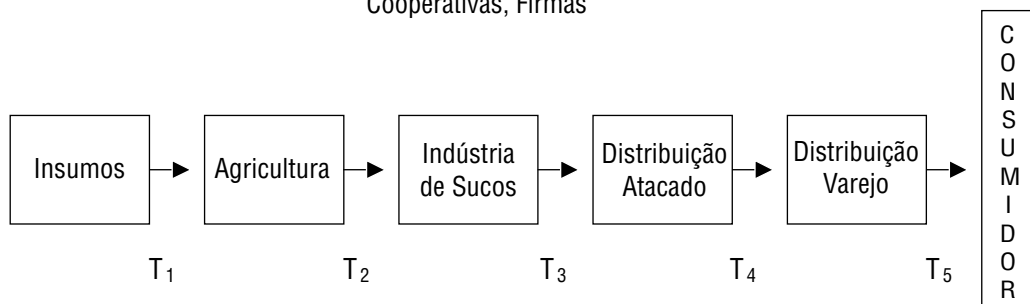 Cooperativas, Firmas
Insumos
Agricultura
Indústria
de Sucos
Distribuição
Atacado
Distribuição
Varejo
C
O
N
S
U
M
I
D
O
R
T1
T2
T3
T4
T5